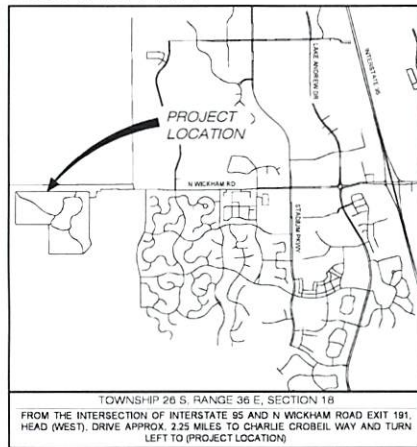 LAKE ANDREW DR
INTERSTATE 95
PROJECT
LOCATION
N WICKHAM RD
STADIUM PKWY
TOWNSHIP 26 S, RANGE 36 E, SECTION 18
FROM THE INTERSECTION OF INTERSTATE 95 AND N WICKHAM ROAD EXIT 191,
HEAD (WEST), DRIVE APPROX. 2.25 MILES TO CHARLIE CROBEIL WAY AND TURN
LEFT TO (PROJECT LOCATION)